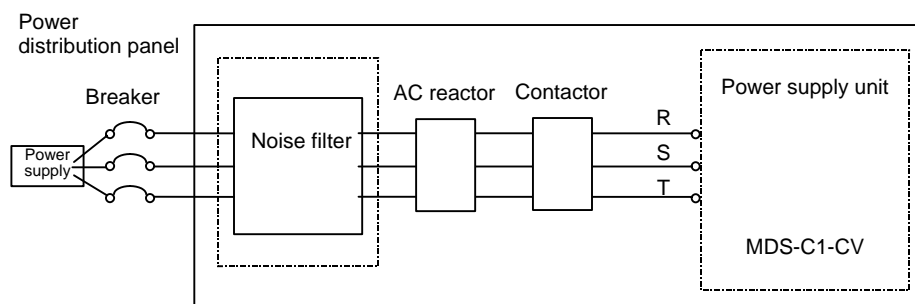 Power
distribution panel
Breaker
Power
supply
Noise filter
AC reactor
Contactor
R
S
T
Power supply unit
MDS-C1-CV